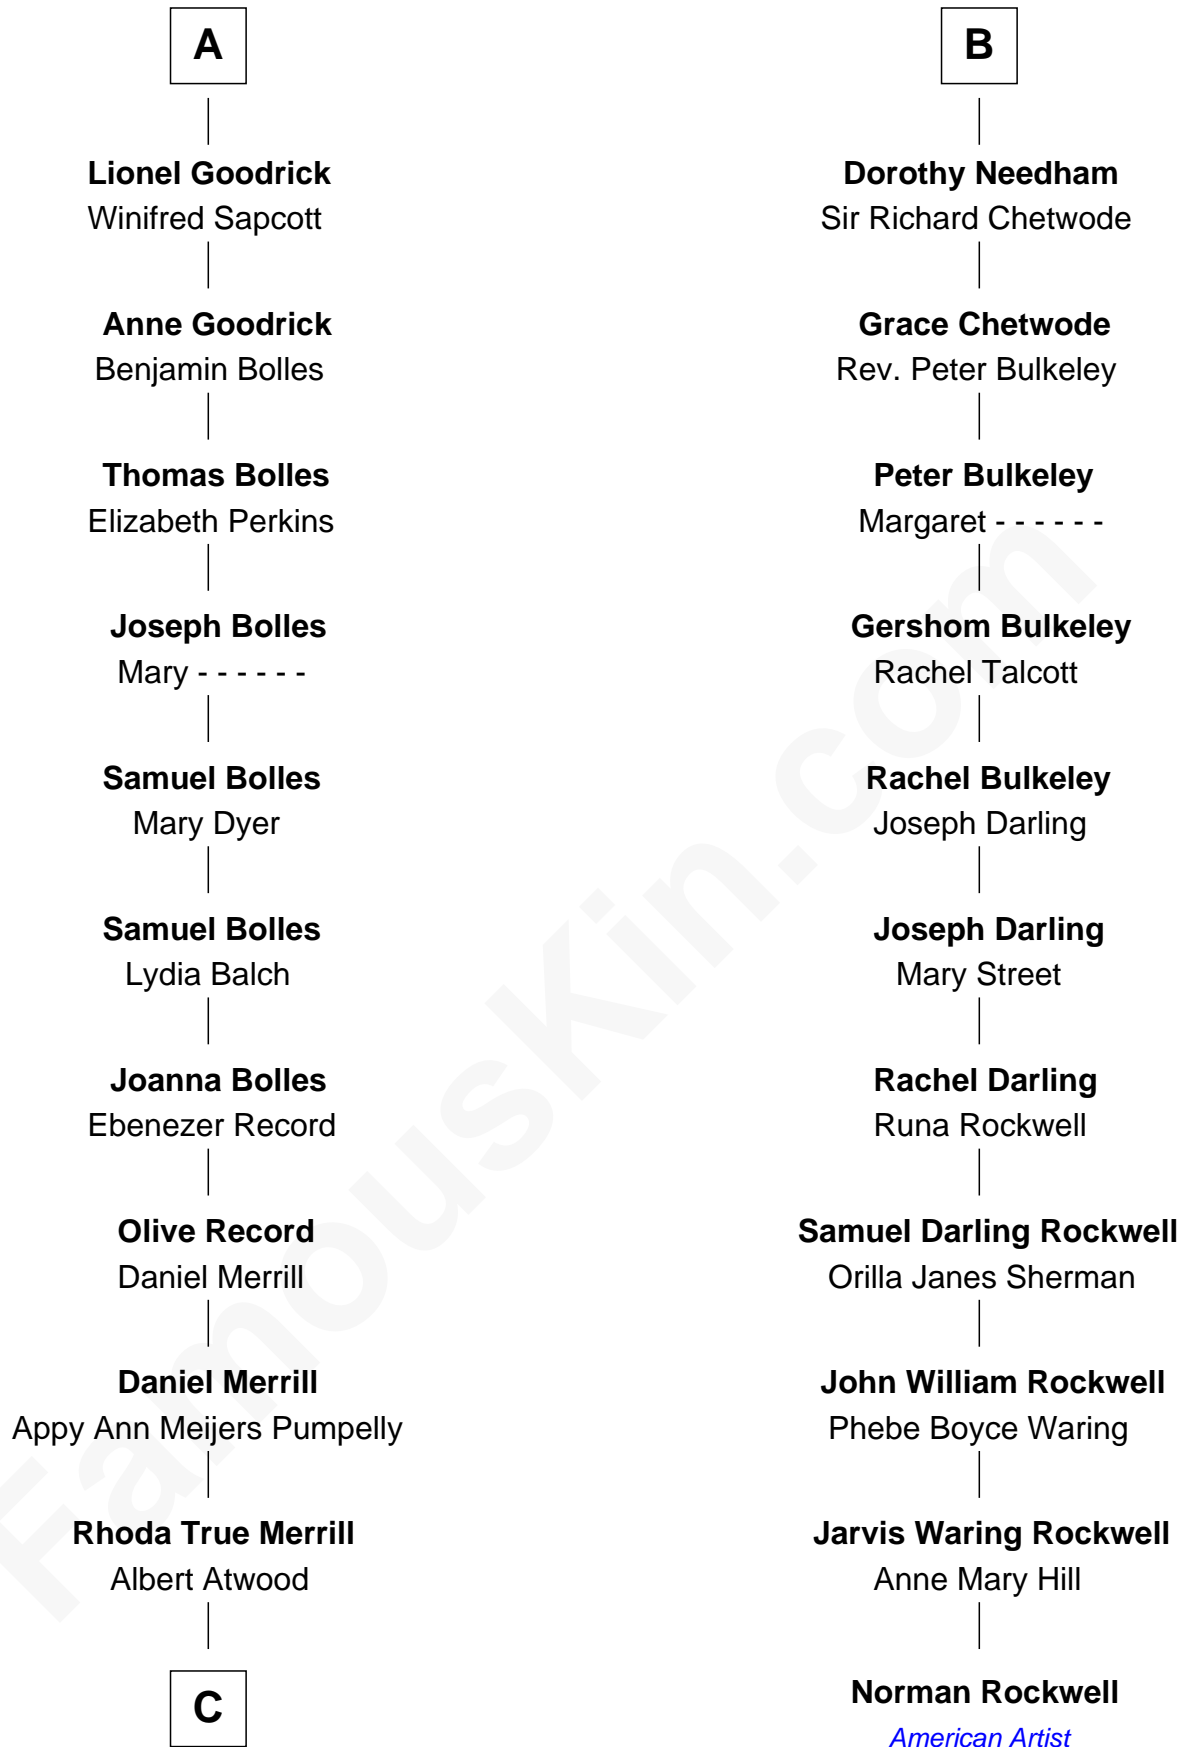 A
Lionel Goodrick
Winifred Sapcott
Anne Goodrick
Benjamin Bolles
Thomas Bolles
Elizabeth Perkins
Joseph Bolles
Mary - - - - - -
Samuel Bolles
Mary Dyer
Samuel Bolles
Lydia Balch
Joanna Bolles
Ebenezer Record
Olive Record
Daniel Merrill
Daniel Merrill
Appy Ann Meijers Pumpelly
Rhoda True Merrill
Albert Atwood
C
B
Dorothy Needham
Sir Richard Chetwode
Grace Chetwode
Rev. Peter Bulkeley
Peter Bulkeley
Margaret - - - - - -
Gershom Bulkeley
Rachel Talcott
Rachel Bulkeley
Joseph Darling
Joseph Darling
Mary Street
Rachel Darling
Runa Rockwell
Samuel Darling Rockwell
Orilla Janes Sherman
John William Rockwell
Phebe Boyce Waring
Jarvis Waring Rockwell
Anne Mary Hill
Norman Rockwell
American Artist
FamousKin.com